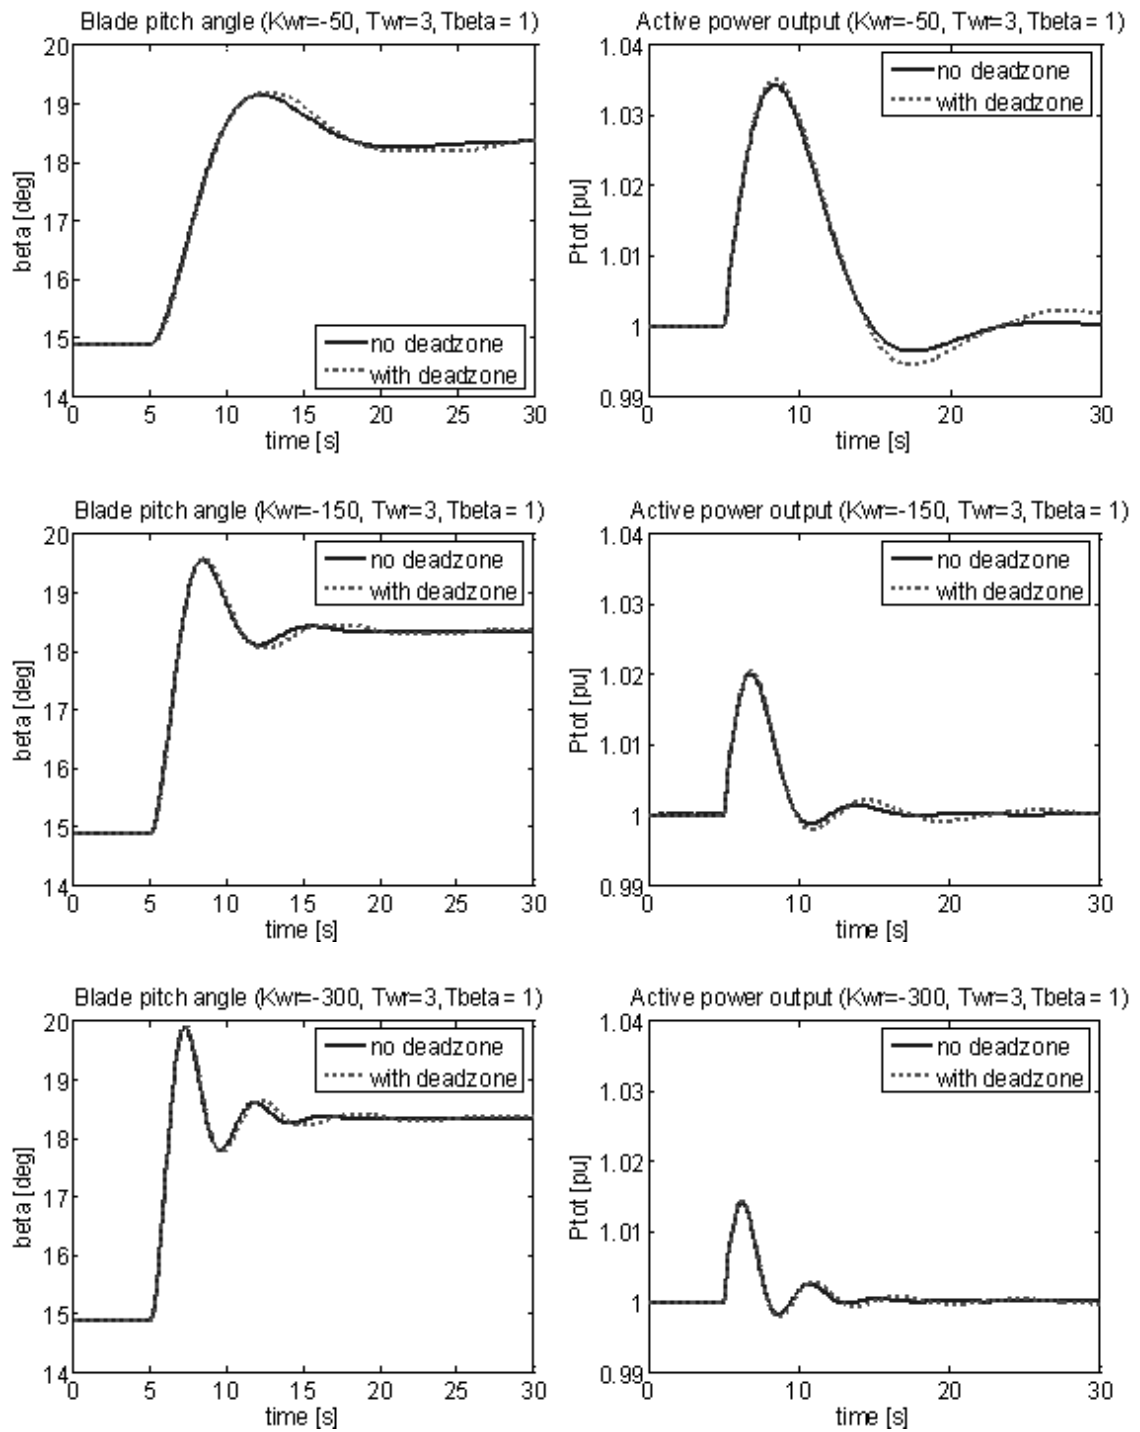 Blade pitch angle (Kwr=-50, Twr=3, Tbeta = 1)
20
19
18
17
16
15
14
beta [deg]
no deadzone
with deadzone
0 5 10 15 20 25 30
time [s]
Active power output (Kwr=-50, Twr=3, Tbeta = 1)
1.04
1.03
1.02
1.01
1
0.99
Ptot [pu]
no deadzone
with deadzone
0 10 20 30
time [s]
Blade pitch angle (Kwr=-150, Twr=3, Tbeta = 1)
20
19
18
17
16
15
14
beta [deg]
no deadzone
with deadzone
0 5 10 15 20 25 30
time [s]
Active power output (Kwr=-150, Twr=3, Tbeta = 1)
1.04
1.03
1.02
1.01
1
0.99
Ptot [pu]
no deadzone
with deadzone
0 10 20 30
time [s]
Blade pitch angle (Kwr=-300, Twr=3, Tbeta = 1)
20
19
18
17
16
15
14
beta [deg]
no deadzone
with deadzone
0 5 10 15 20 25 30
time [s]
Active power output (Kwr=-300, Twr=3, Tbeta = 1)
1.04
1.03
1.02
1.01
1
0.99
Ptot [pu]
no deadzone
with deadzone
0 10 20 30
time [s]